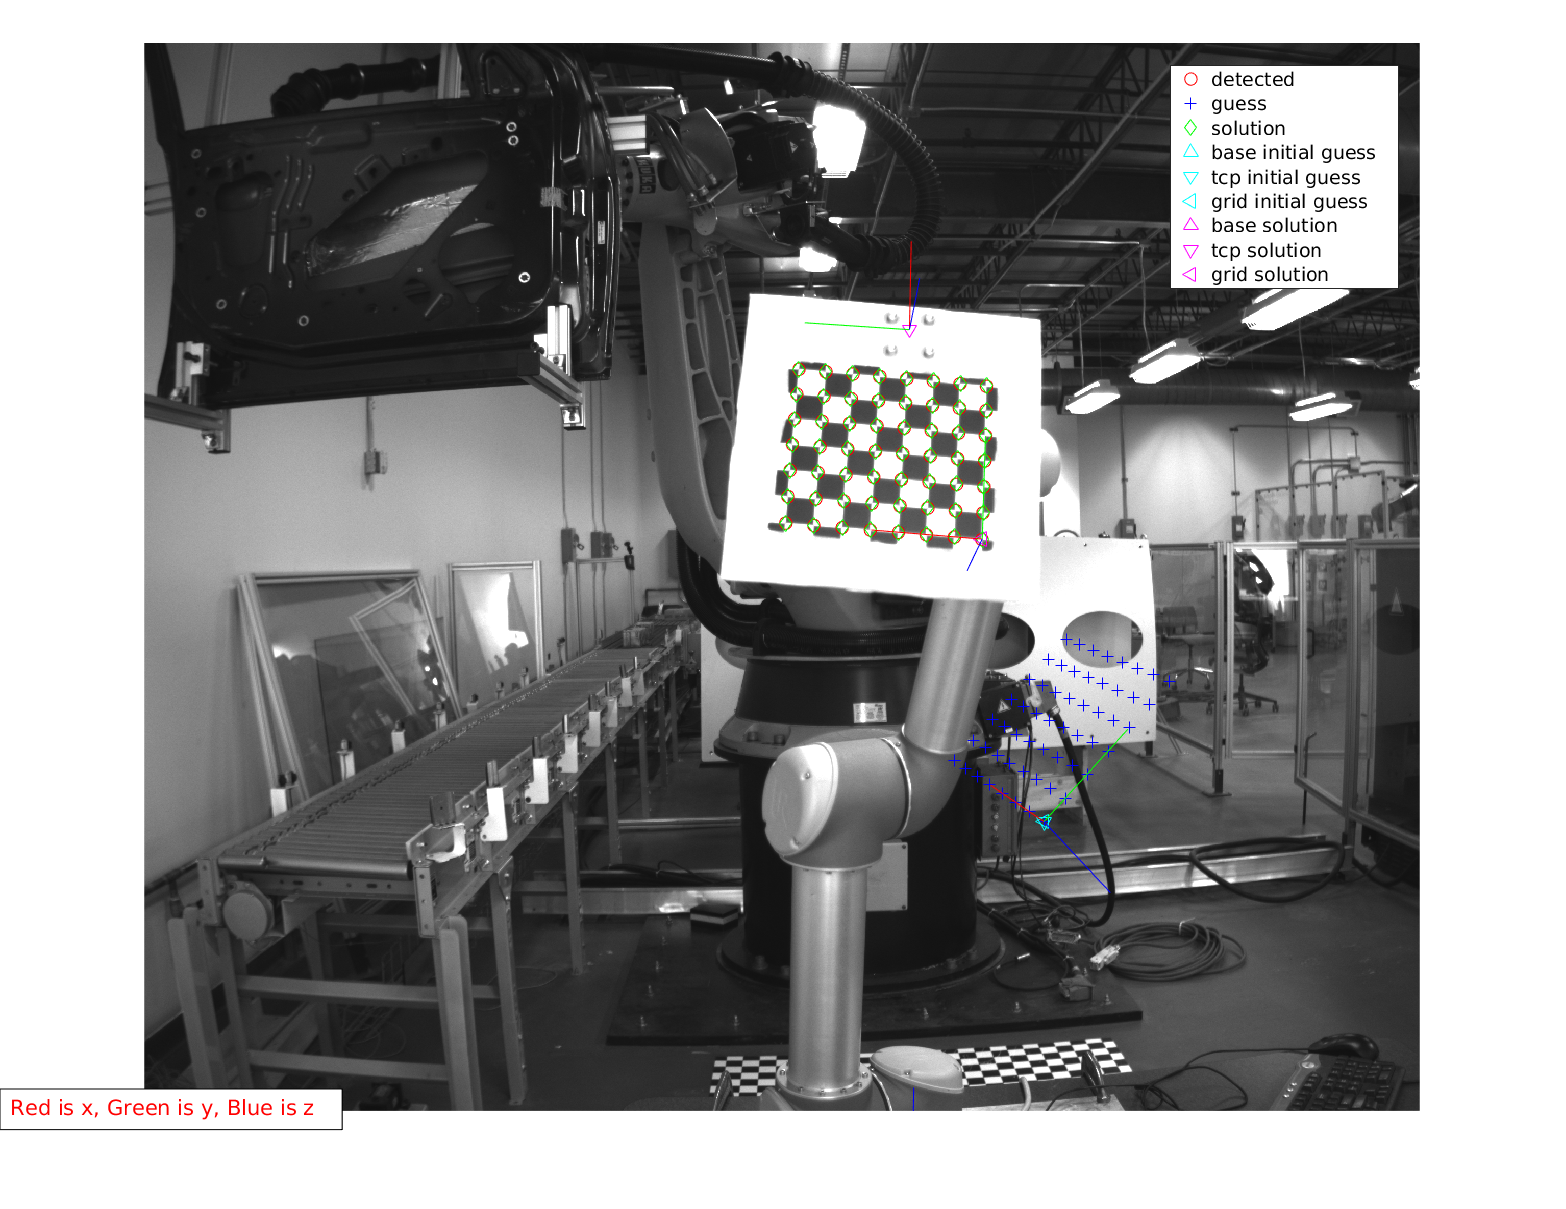 detected
guess
solution
base initial guess
tcp initial guess
grid initial guess
base solution
tcp solution
grid solution
Red is x, Green is y, Blue is z